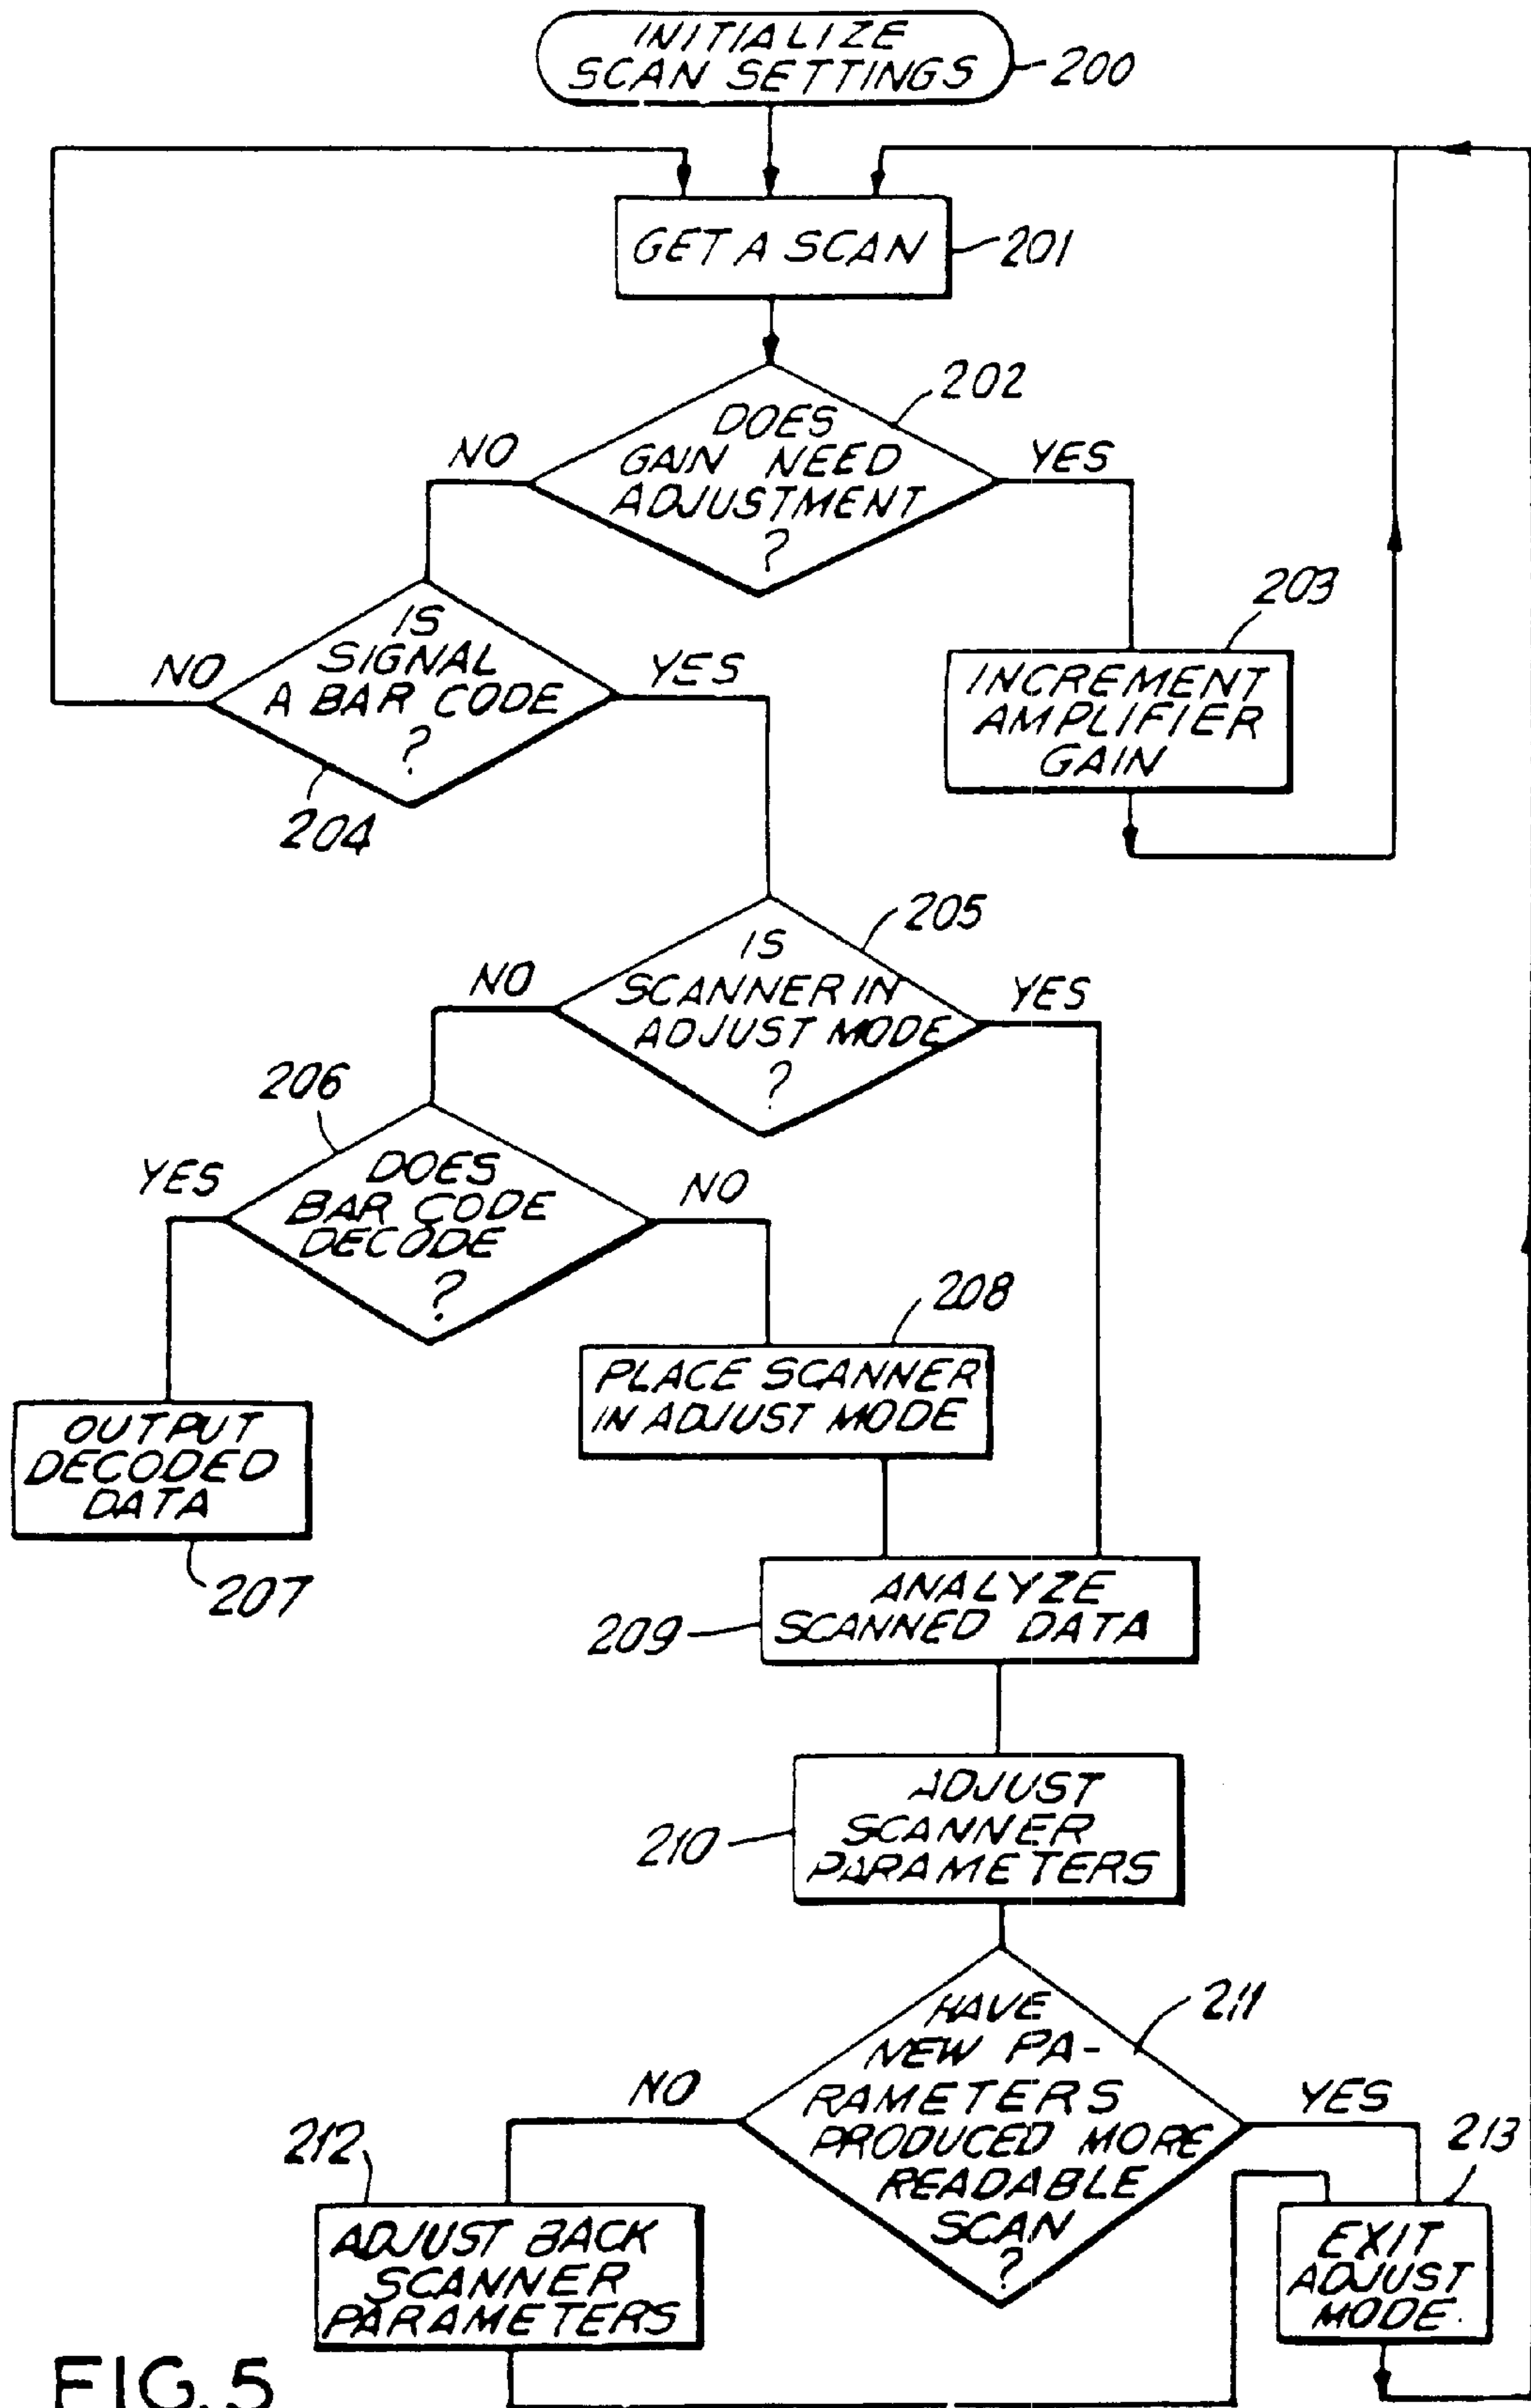 INITIALIZE
SCAN SETTINGS
200
GET A SCAN
201
202
DOES
GAIN NEED
ADJUSTMENT
?
NO
YES
203
INCREMENT
AMPLIFIER
GAIN
IS
SIGNAL
A BAR CODE
?
NO
YES
204
205
IS
SCANNER IN
ADJUST MODE
?
NO
YES
206
DOES
BAR CODE
DECODE
?
YES
NO
208
PLACE SCANNER
IN ADJUST MODE
OUTPUT
DECODED
DATA
207
ANALYZE
SCANNED DATA
209
ADJUST
SCANNER
PARAMETERS
210
HAVE
NEW PA-
RAMETERS
PRODUCED MORE
READABLE
SCAN
?
211
NO
YES
212
213
ADJUST BACK
SCANNER
PARAMETERS
EXIT
ADJUST
MODE.
FIG. 5